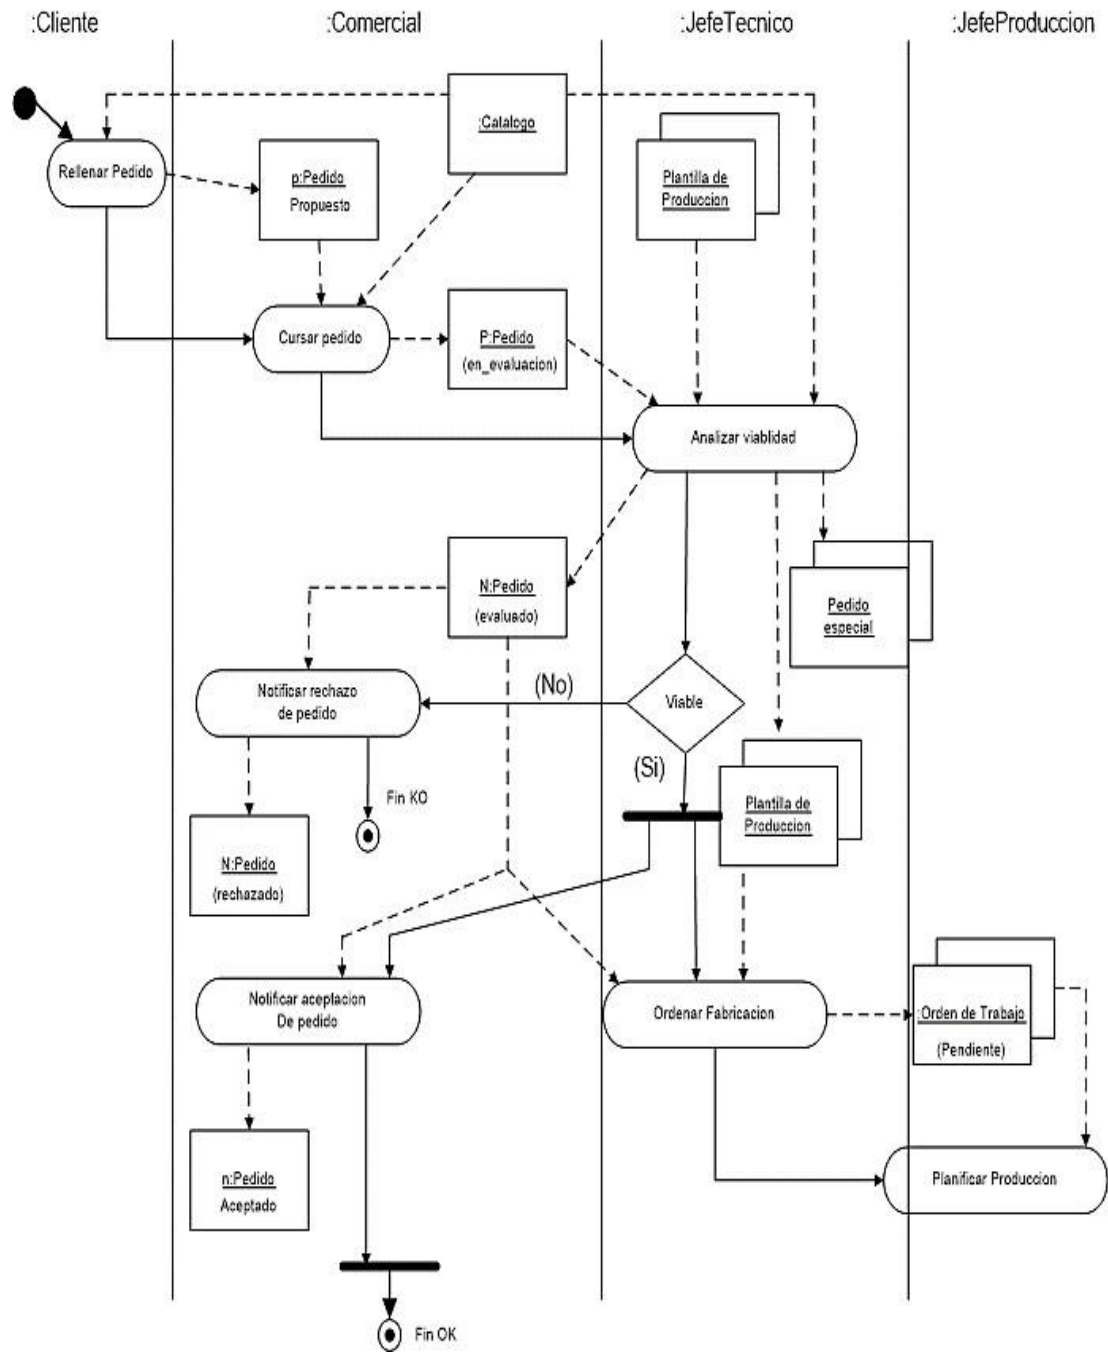 :Cliente
:Comercial
:JefeTecnico
:JefeProduccion
:Catalogo
Rellenar Pedido
p:Pedido
Propuesto
Plantilla de
Produccion
Cursar pedido
P:Pedido
(en_evaluacion)
Analizar viablidad
N:Pedido
(evaluado)
Pedido
especial
Notificar rechazo
de pedido
(No)
Viable
(Si)
Fin KO
Plantilla de
Produccion
N:Pedido
(rechazado)
Notificar aceptacion
De pedido
Ordenar Fabricacion
:Orden de Trabajo
(Pendiente)
n:Pedido
Aceptado
Planificar Produccion
Fin OK